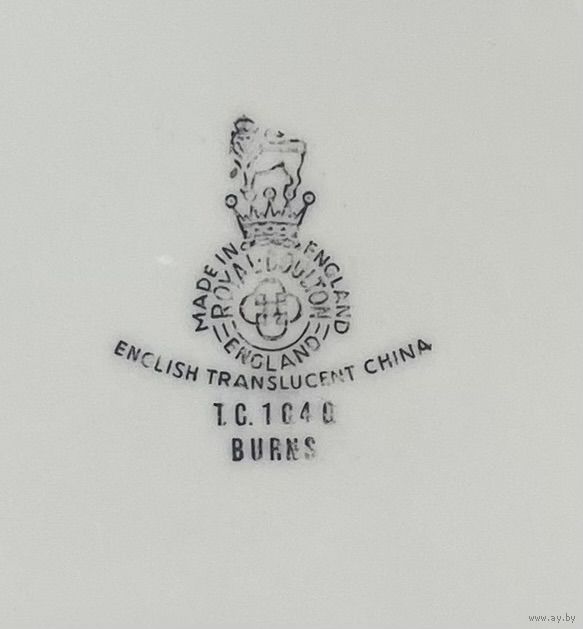 MADE IN ENGLAND
ROYAL DOULTON
ENGLAND
ENGLISH TRANSLUCENT CHINA
T.C. 1040
BURNS
www.ay.by